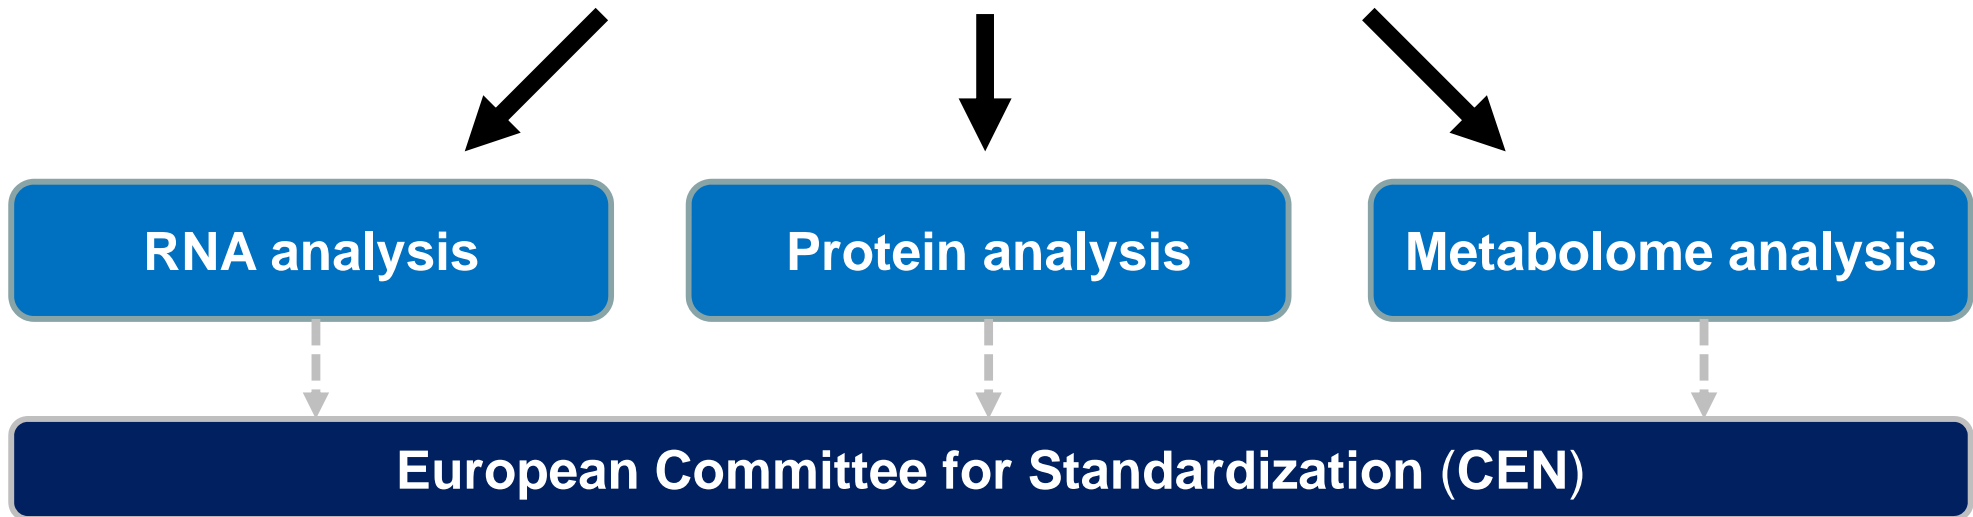 RNA analysis
Protein analysis
Metabolome analysis
European Committee for Standardization (CEN)